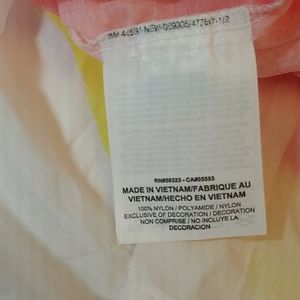 RN#56323 - CA#05553
MADE IN VIETNAM/FABRIQUE AU
VIETNAM/HECHO EN VIETNAM
100% NYLON / POLYAMIDE / NYLON
EXCLUSIVE OF DECORATION / DECORATION
NON COMPRISE / NO INCLUYE LA
DECORACIÓN